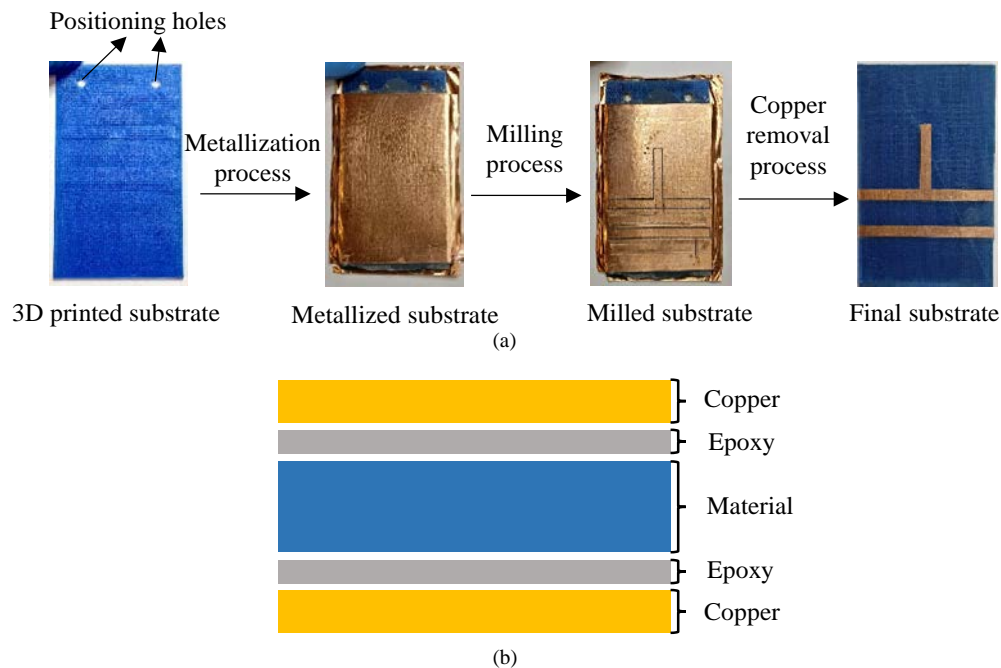 Positioning holes
Metallization
process
Milling
process
Copper
removal
process
3D printed substrate
Metallized substrate
Milled substrate
Final substrate
(a)
Copper
Epoxy
Material
Epoxy
Copper
(b)